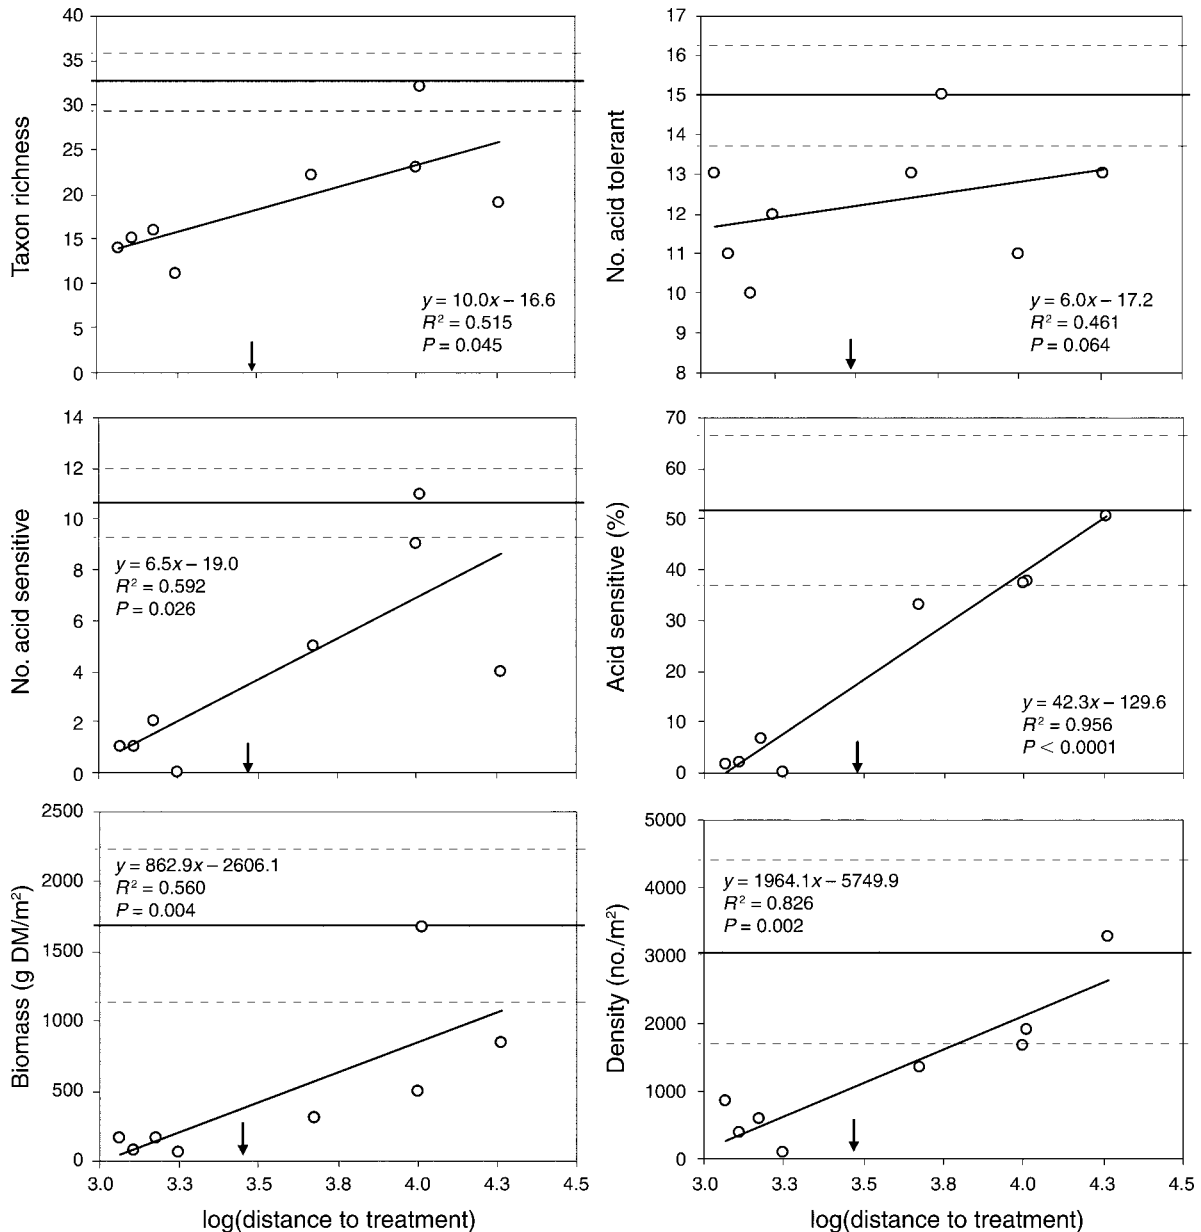 40
35
30
25
20
15
10
5
0
Taxon richness
y = 10.0x − 16.6
R² = 0.515
P = 0.045
17
16
15
14
13
12
11
10
9
8
No. acid tolerant
y = 6.0x − 17.2
R² = 0.461
P = 0.064
14
12
10
8
6
4
2
0
No. acid sensitive
y = 6.5x − 19.0
R² = 0.592
P = 0.026
70
60
50
40
30
20
10
0
Acid sensitive (%)
y = 42.3x − 129.6
R² = 0.956
P < 0.0001
2500
2000
1500
1000
500
0
Biomass (g DM/m²)
y = 862.9x − 2606.1
R² = 0.560
P = 0.004
3.0 3.3 3.5 3.8 4.0 4.3 4.5
log(distance to treatment)
5000
4000
3000
2000
1000
0
Density (no./m²)
y = 1964.1x − 5749.9
R² = 0.826
P = 0.002
3.0 3.3 3.5 3.8 4.0 4.3 4.5
log(distance to treatment)